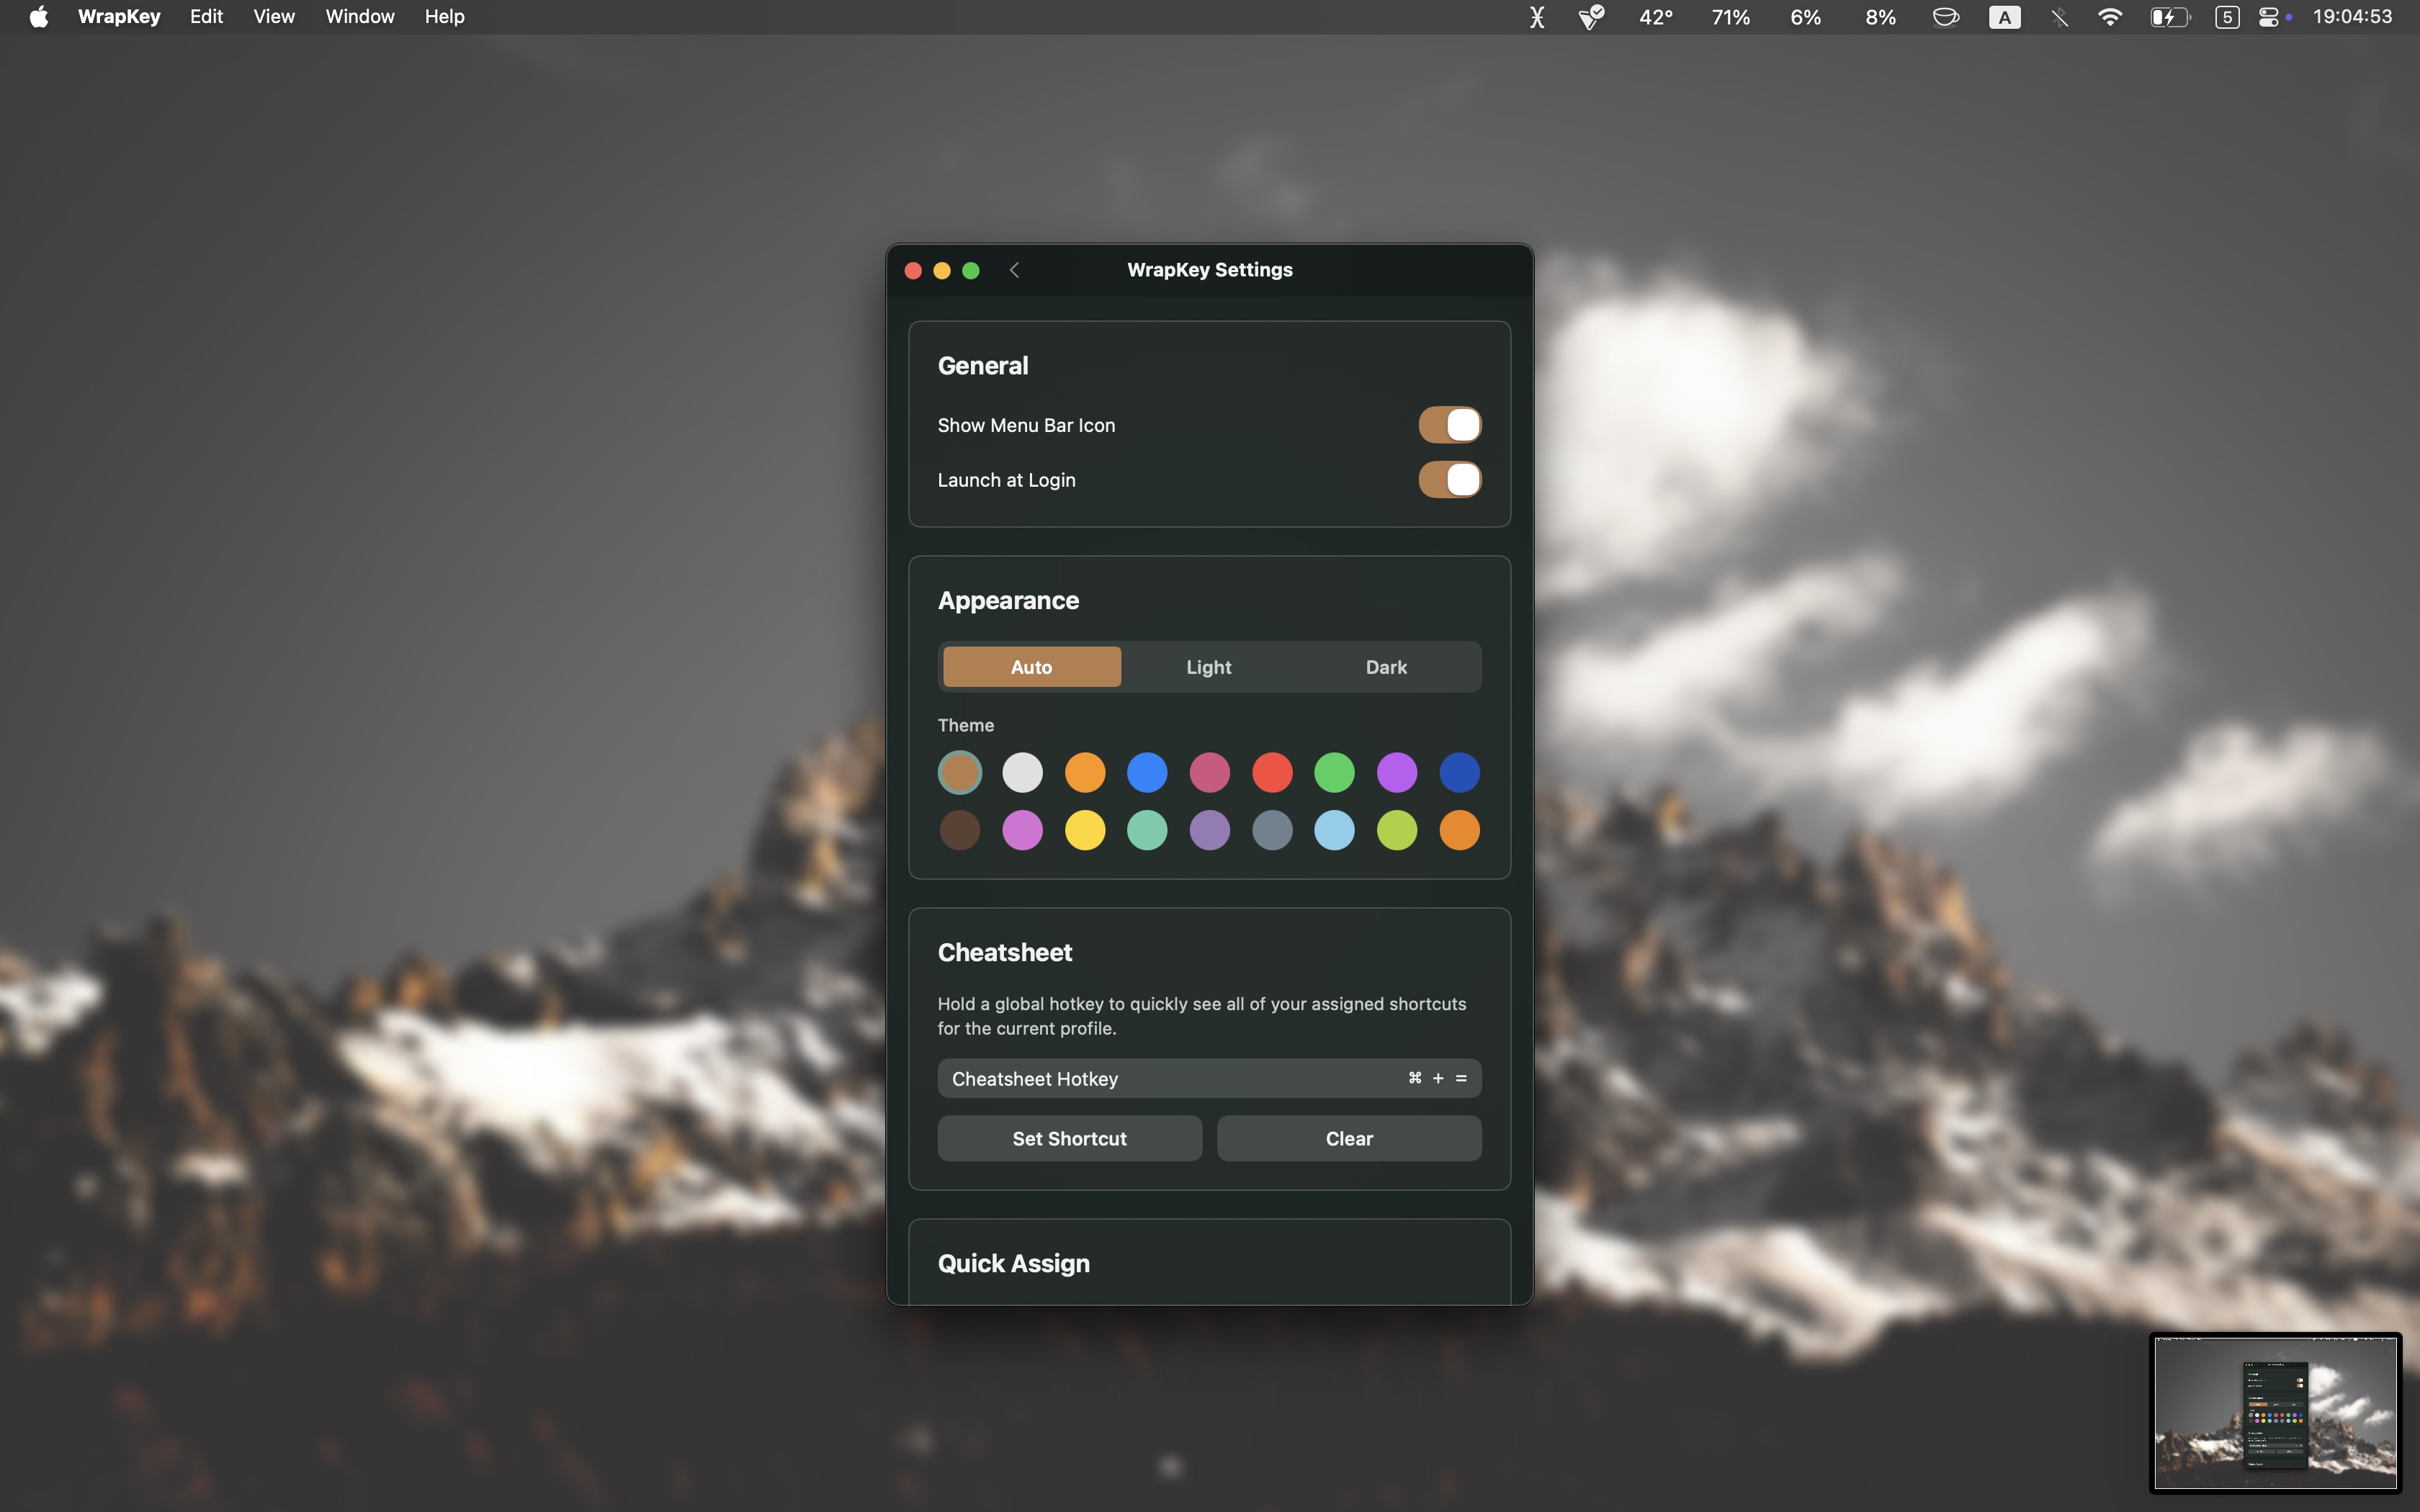 WrapKey Edit View Window Help 42° 71% 6% 8% A 5 19:04:53
WrapKey Settings
General
Show Menu Bar Icon
Launch at Login
Appearance
Auto Light Dark
Theme
Cheatsheet
Hold a global hotkey to quickly see all of your assigned shortcuts
for the current profile.
Cheatsheet Hotkey ⌘ + =
Set Shortcut Clear
Quick Assign